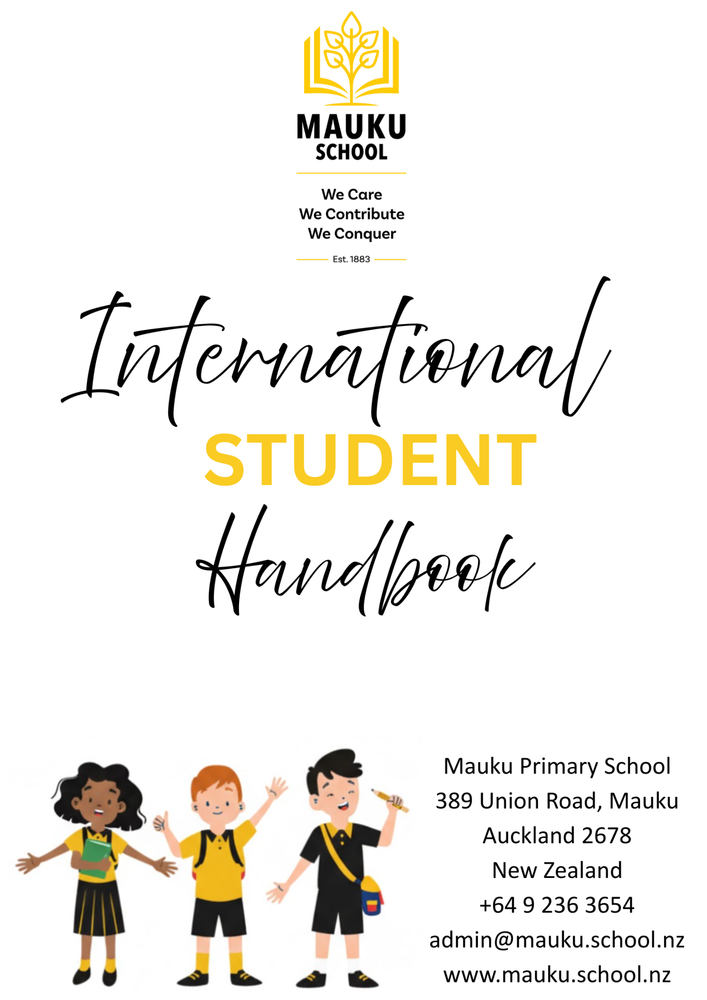 MAUKU
SCHOOL
We Care
We Contribute
We Conquer
Est. 1883
International
STUDENT
Handbook
Mauku Primary School
389 Union Road, Mauku
Auckland 2678
New Zealand
+64 9 236 3654
admin@mauku.school.nz
www.mauku.school.nz